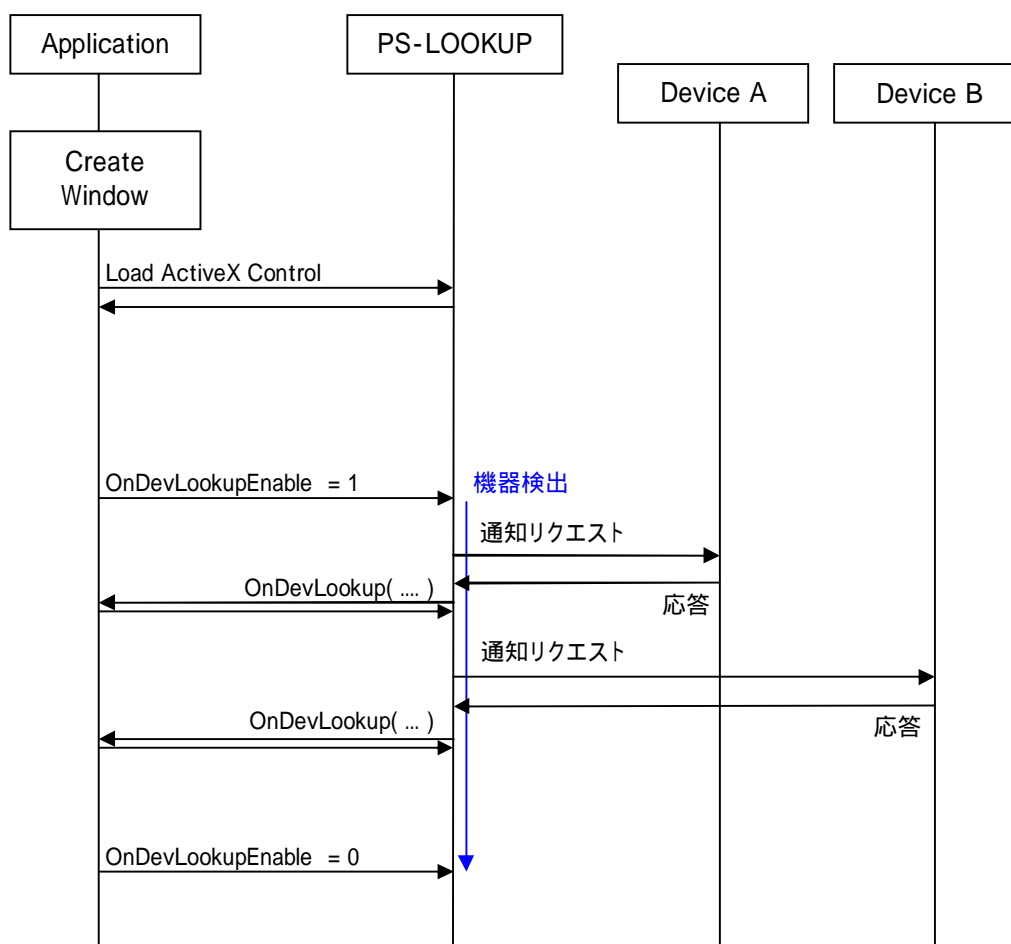 Application
PS-LOOKUP
Device A
Device B
Create
Window
Load ActiveX Control
OnDevLookupEnable = 1
機器検出
通知リクエスト
OnDevLookup( .... )
応答
通知リクエスト
OnDevLookup( ... )
応答
OnDevLookupEnable = 0